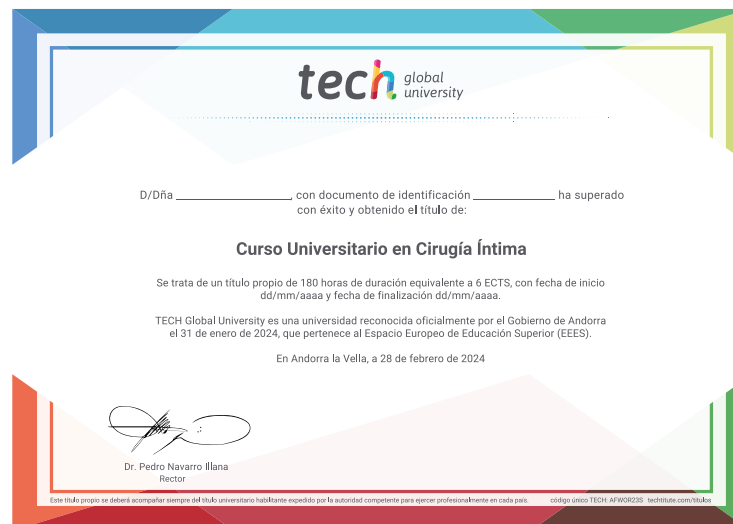 tech global university
D/Dña ____________________, con documento de identificación ______________ ha superado
con éxito y obtenido el título de:
Curso Universitario en Cirugía Íntima
Se trata de un título propio de 180 horas de duración equivalente a 6 ECTS, con fecha de inicio
dd/mm/aaaa y fecha de finalización dd/mm/aaaa.
TECH Global University es una universidad reconocida oficialmente por el Gobierno de Andorra
el 31 de enero de 2024, que pertenece al Espacio Europeo de Educación Superior (EEES).
En Andorra la Vella, a 28 de febrero de 2024
Dr. Pedro Navarro Illana
Rector
Este título propio se deberá acompañar siempre del título universitario habilitante expedido por la autoridad competente para ejercer profesionalmente en cada país. código único TECH: AFWOR23S techtitute.com/titulos